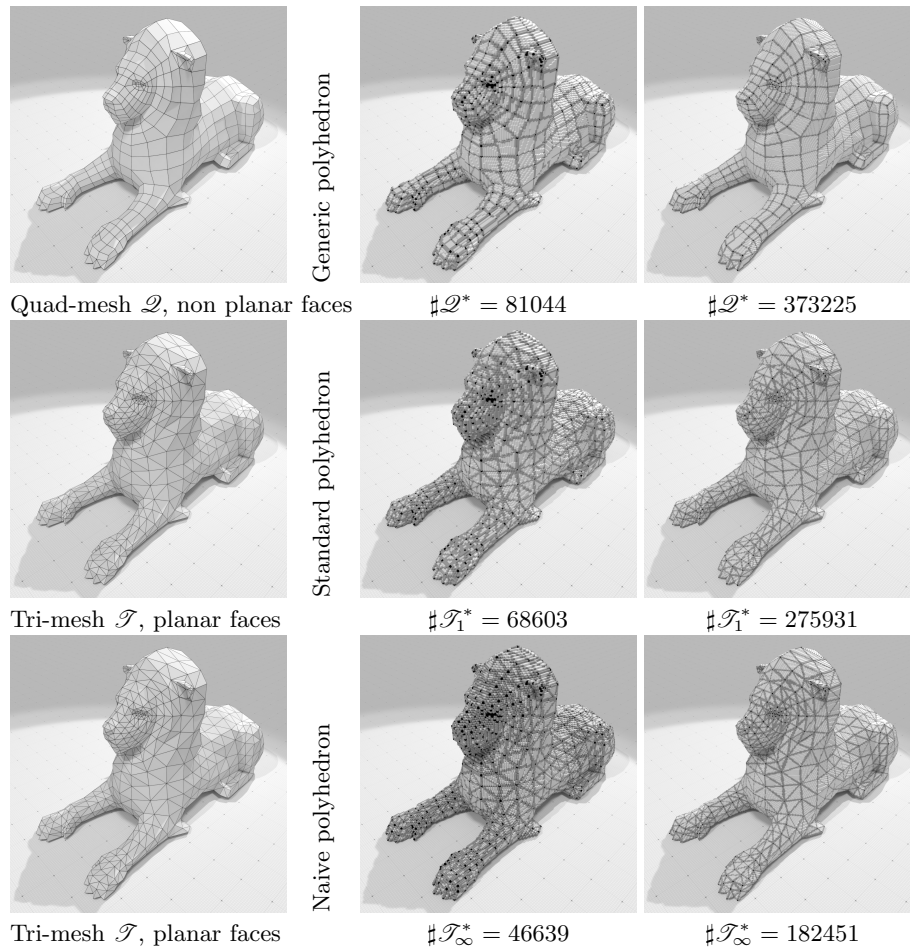 Generic polyhedron
Quad-mesh 𝒬, non planar faces
♯𝒬* = 81044
♯𝒬* = 373225
Standard polyhedron
Tri-mesh 𝒯, planar faces
♯𝒯₁* = 68603
♯𝒯₁* = 275931
Naive polyhedron
Tri-mesh 𝒯, planar faces
♯𝒯∞* = 46639
♯𝒯∞* = 182451